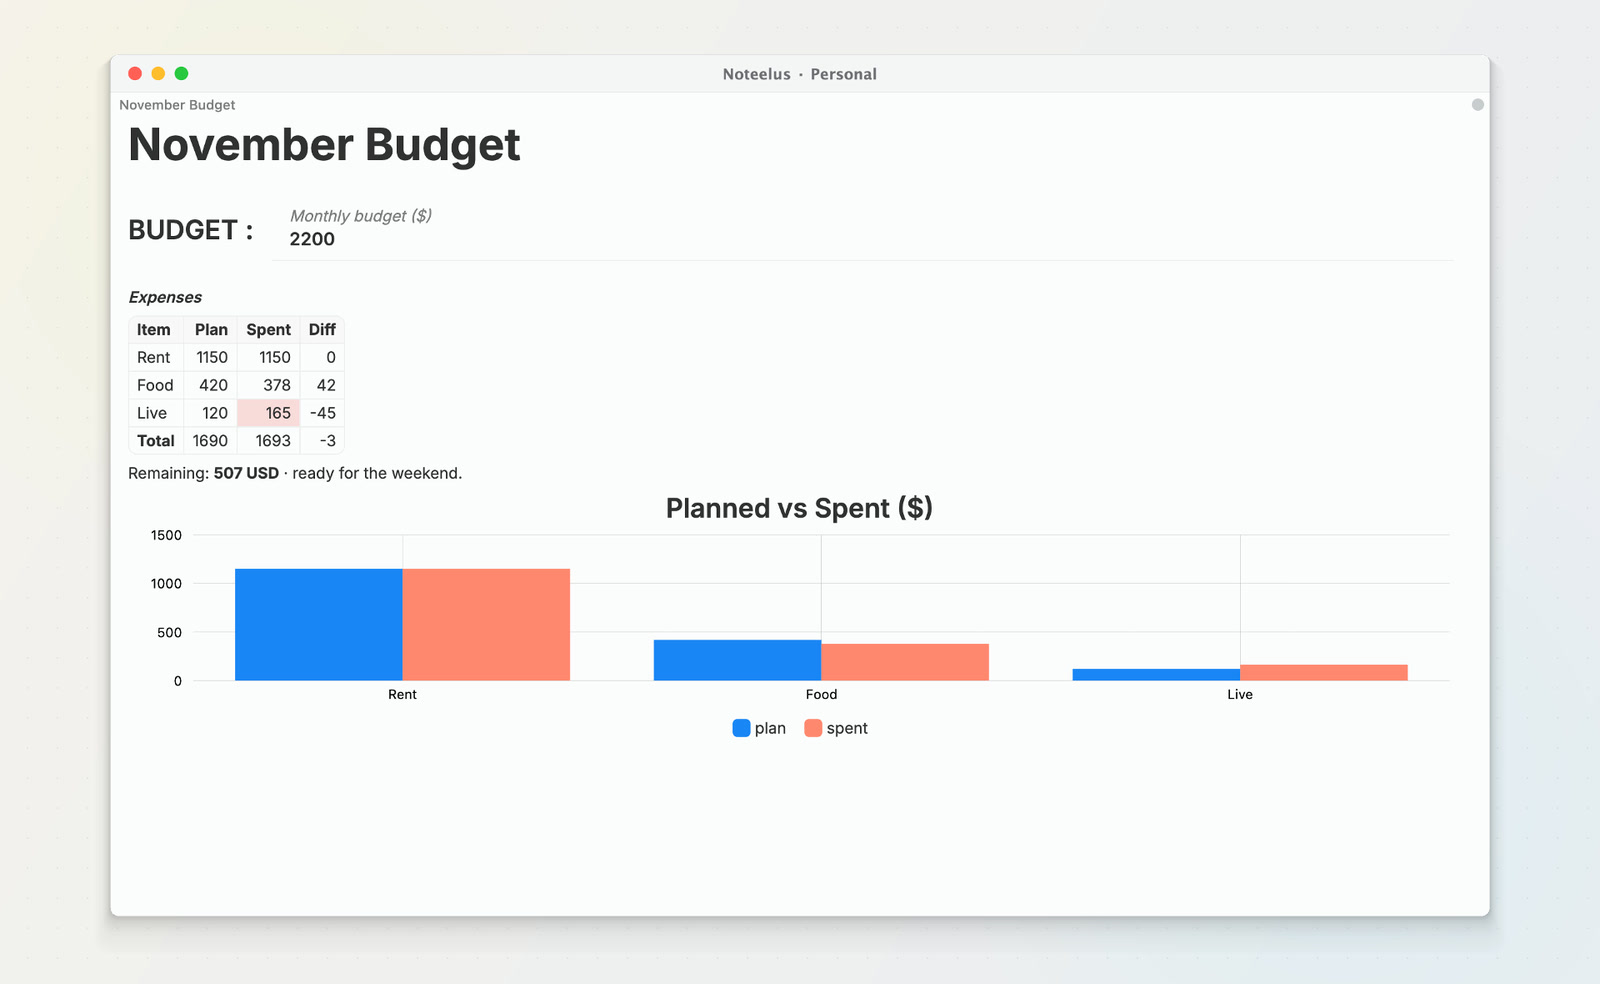 Noteelus · Personal
November Budget
November Budget
BUDGET :
Monthly budget ($)
2200
Expenses
Item Plan Spent Diff
Rent 1150 1150 0
Food 420 378 42
Live 120 165 -45
Total 1690 1693 -3
Remaining: 507 USD · ready for the weekend.
Planned vs Spent ($)
1500
1000
500
0
Rent Food Live
plan spent